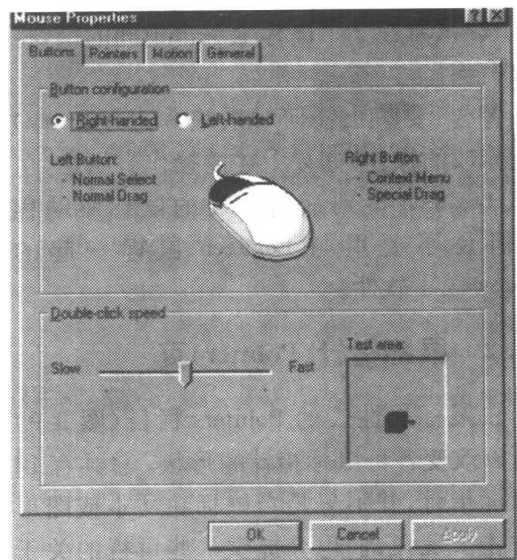 Mouse Properties
Buttons Pointers Motion General
Button configuration
Right-handed Left-handed
Left Button:
- Normal Select
- Normal Drag
Right Button:
- Context Menu
- Special Drag
Double-click speed
Slow Fast
Test area:
OK Cancel Apply